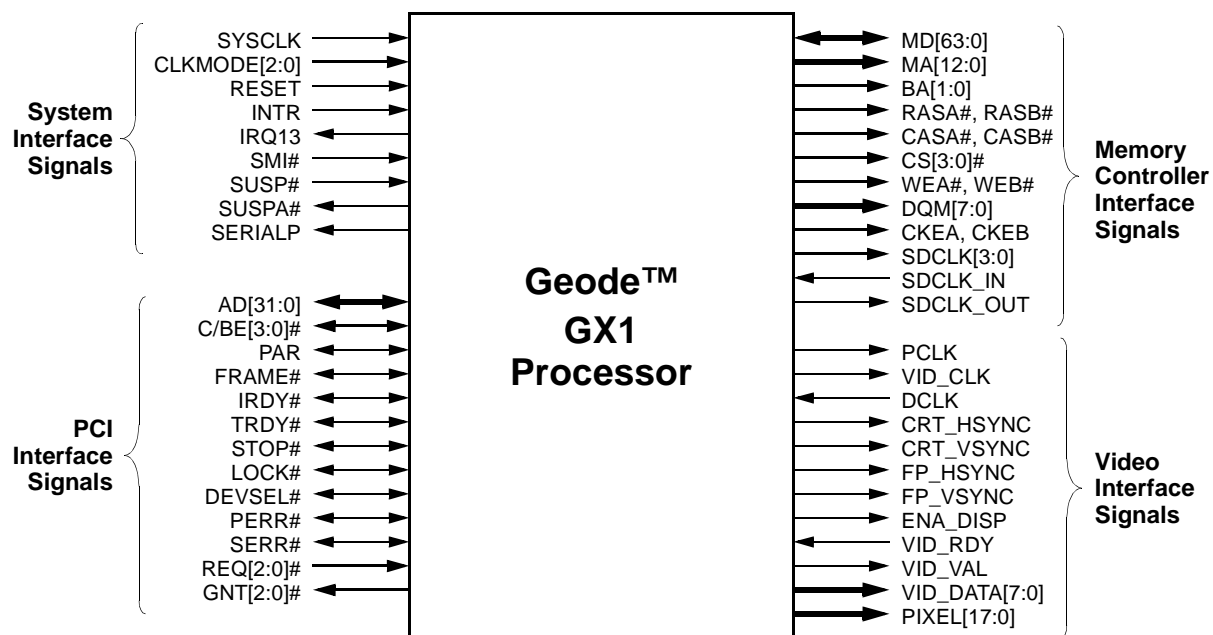 System
Interface
Signals
SYSCLK
CLKMODE[2:0]
RESET
INTR
IRQ13
SMI#
SUSP#
SUSPA#
SERIALP
PCI
Interface
Signals
AD[31:0]
C/BE[3:0]#
PAR
FRAME#
IRDY#
TRDY#
STOP#
LOCK#
DEVSEL#
PERR#
SERR#
REQ[2:0]#
GNT[2:0]#
Geode™
GX1
Processor
MD[63:0]
MA[12:0]
BA[1:0]
RASA#, RASB#
CASA#, CASB#
CS[3:0]#
WEA#, WEB#
DQM[7:0]
CKEA, CKEB
SDCLK[3:0]
SDCLK_IN
SDCLK_OUT
Memory
Controller
Interface
Signals
PCLK
VID_CLK
DCLK
CRT_HSYNC
CRT_VSYNC
FP_HSYNC
FP_VSYNC
ENA_DISP
VID_RDY
VID_VAL
VID_DATA[7:0]
PIXEL[17:0]
Video
Interface
Signals